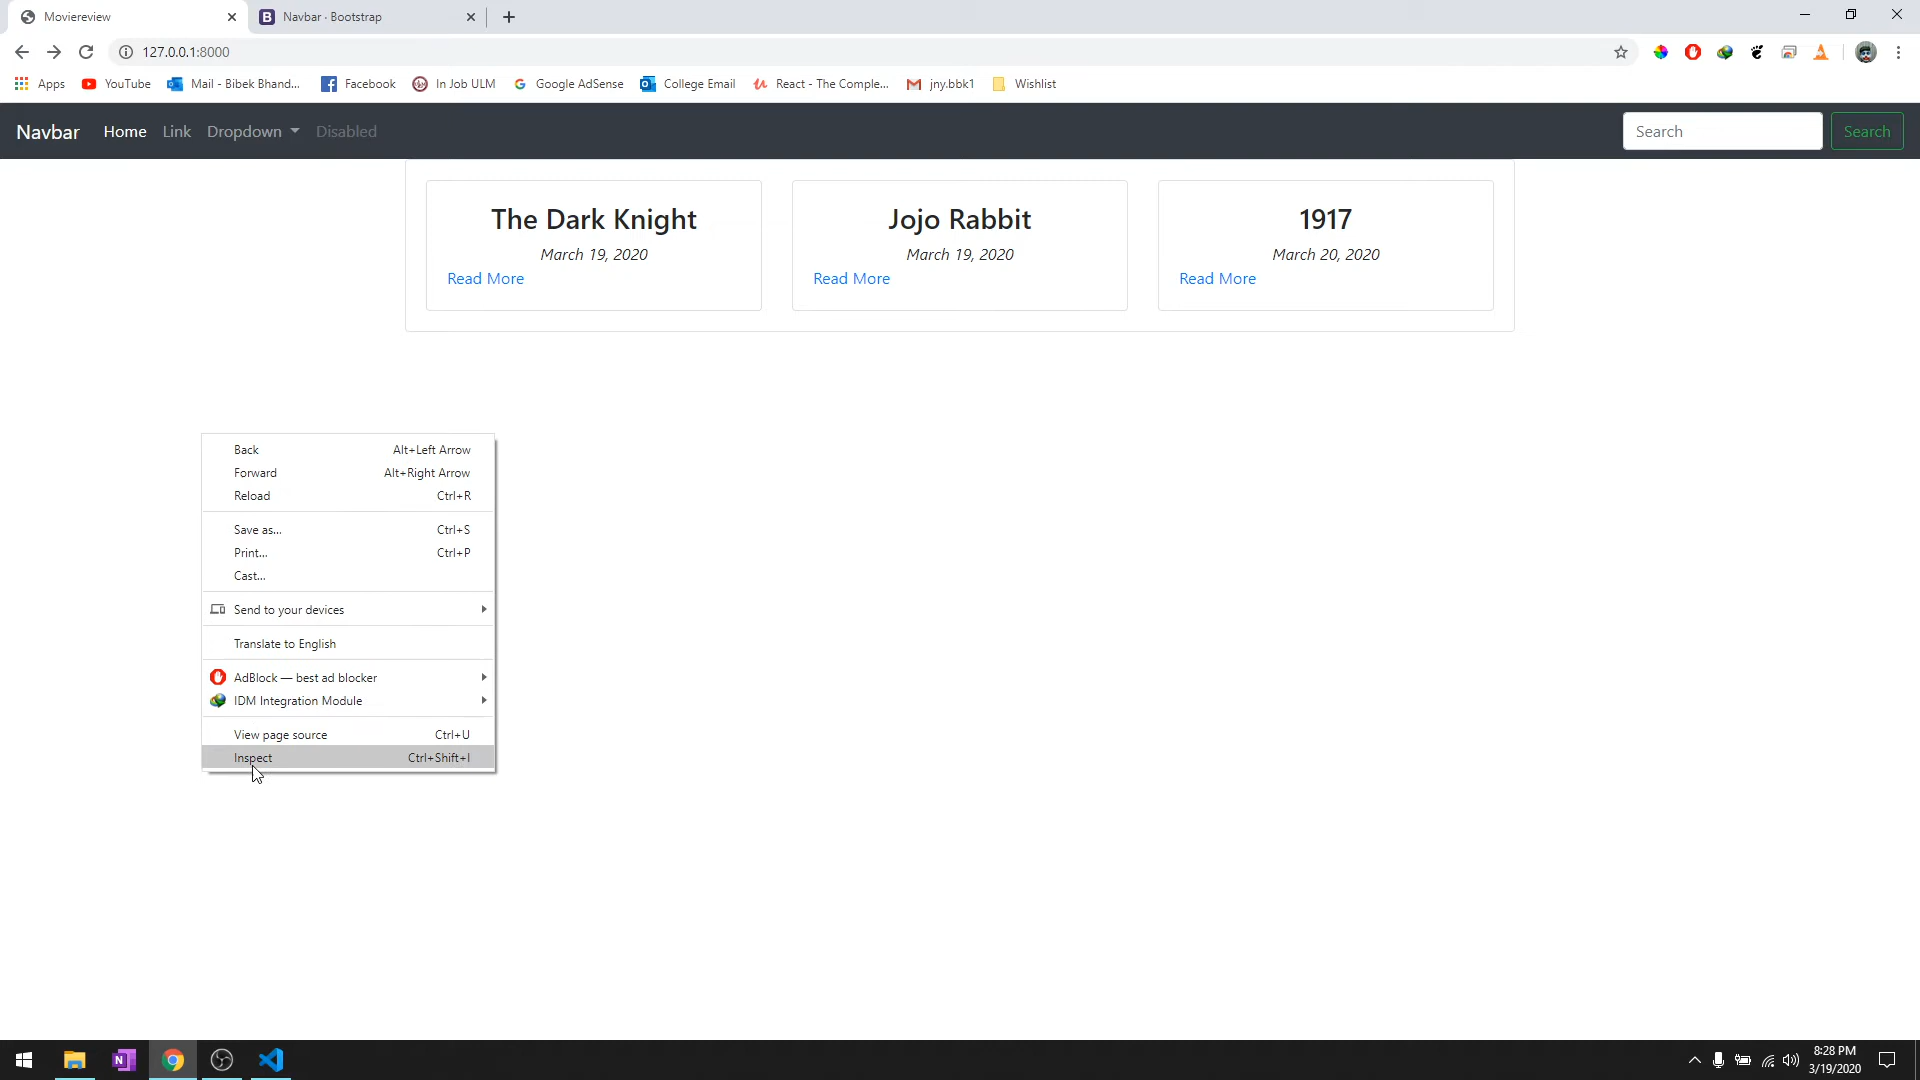 Moviereview
Navbar · Bootstrap
127.0.0.1:8000
Apps
YouTube
Mail - Bibek Bhand...
Facebook
In Job ULM
Google AdSense
College Email
React - The Comple...
jny.bbk1
Wishlist
Navbar
Home
Link
Dropdown
Disabled
Search
Search
The Dark Knight
March 19, 2020
Read More
Jojo Rabbit
March 19, 2020
Read More
1917
March 20, 2020
Read More
Back Alt+Left Arrow
Forward Alt+Right Arrow
Reload Ctrl+R
Save as... Ctrl+S
Print... Ctrl+P
Cast...
Send to your devices
Translate to English
AdBlock — best ad blocker
IDM Integration Module
View page source Ctrl+U
Inspect Ctrl+Shift+I
8:28 PM
3/19/2020